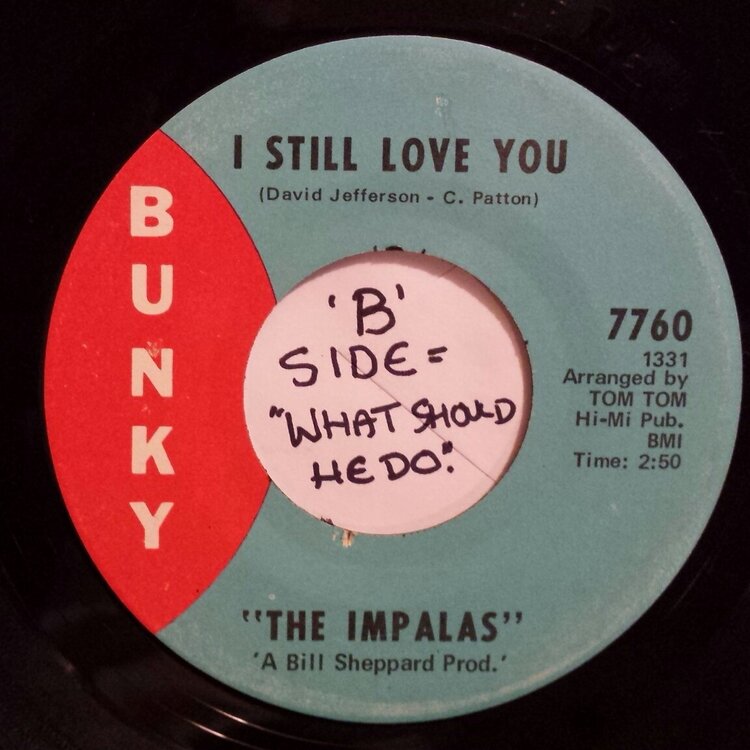 I STILL LOVE YOU
(David Jefferson - C. Patton)
BUNKY
'B'
SIDE =
"WHAT SHOULD
HE DO."
7760
1331
Arranged by
TOM TOM
Hi-Mi Pub.
BMI
Time: 2:50
"THE IMPALAS"
'A Bill Sheppard Prod.'